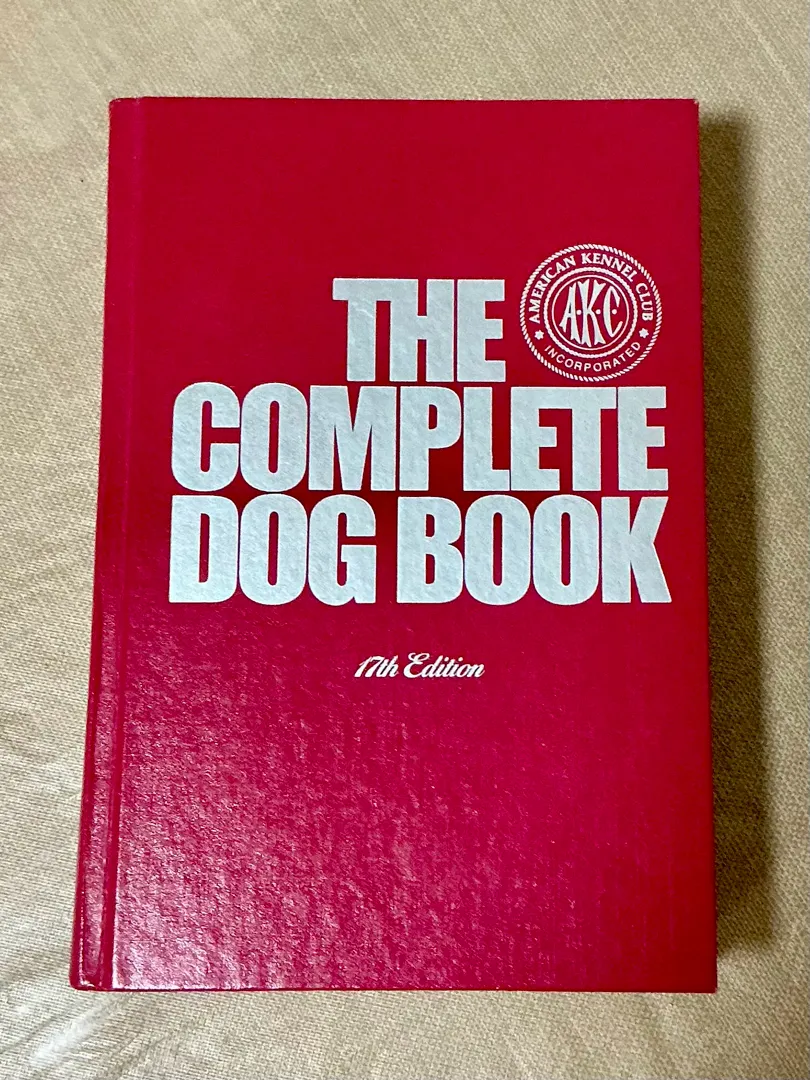 AMERICAN KENNEL CLUB
A·K·C
INCORPORATED
THE
COMPLETE
DOG BOOK
17th Edition